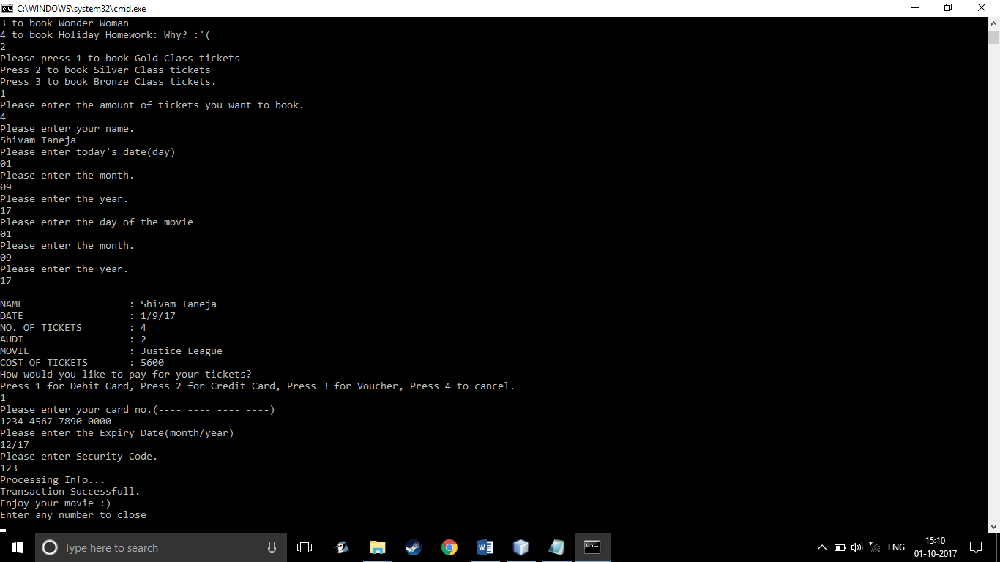 C:\WINDOWS\system32\cmd.exe
3 to book Wonder Woman
4 to book Holiday Homework: Why? :'(
2
Please press 1 to book Gold Class tickets
Press 2 to book Silver Class tickets
Press 3 to book Bronze Class tickets.
1
Please enter the amount of tickets you want to book.
4
Please enter your name.
Shivam Taneja
Please enter today's date(day)
01
Please enter the month.
09
Please enter the year.
17
Please enter the day of the movie
01
Please enter the month.
09
Please enter the year.
17
---------------------------------------
NAME                  : Shivam Taneja
DATE                  : 1/9/17
NO. OF TICKETS        : 4
AUDI                  : 2
MOVIE                 : Justice League
COST OF TICKETS       : 5600
How would you like to pay for your tickets?
Press 1 for Debit Card, Press 2 for Credit Card, Press 3 for Voucher, Press 4 to cancel.
1
Please enter your card no.(---- ---- ---- ----)
1234 4567 7890 0000
Please enter the Expiry Date(month/year)
12/17
Please enter Security Code.
123
Processing Info...
Transaction Successfull.
Enjoy your movie :)
Enter any number to close
Type here to search
ENG
15:10
01-10-2017